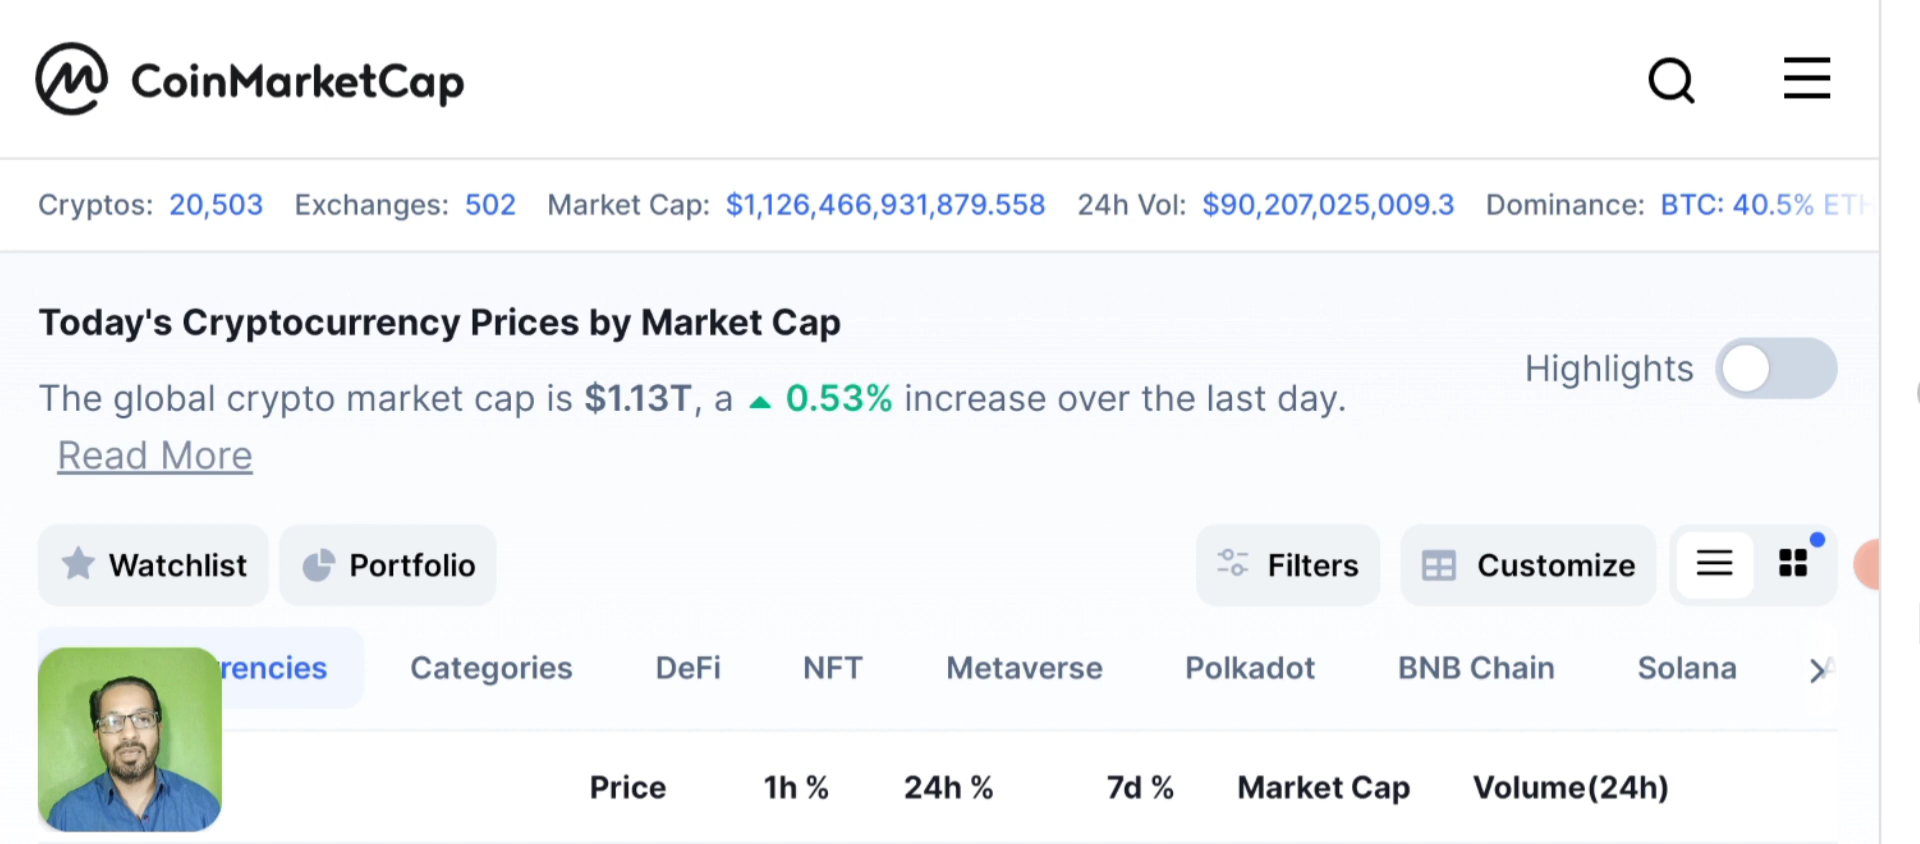 CoinMarketCap
Cryptos: 20,503 Exchanges: 502 Market Cap: $1,126,466,931,879.558 24h Vol: $90,207,025,009.3 Dominance: BTC: 40.5% ETH
Today's Cryptocurrency Prices by Market Cap
The global crypto market cap is $1.13T, a ▲ 0.53% increase over the last day.
Read More
Highlights
Watchlist Portfolio Filters Customize
rencies Categories DeFi NFT Metaverse Polkadot BNB Chain Solana
Price 1h % 24h % 7d % Market Cap Volume(24h)